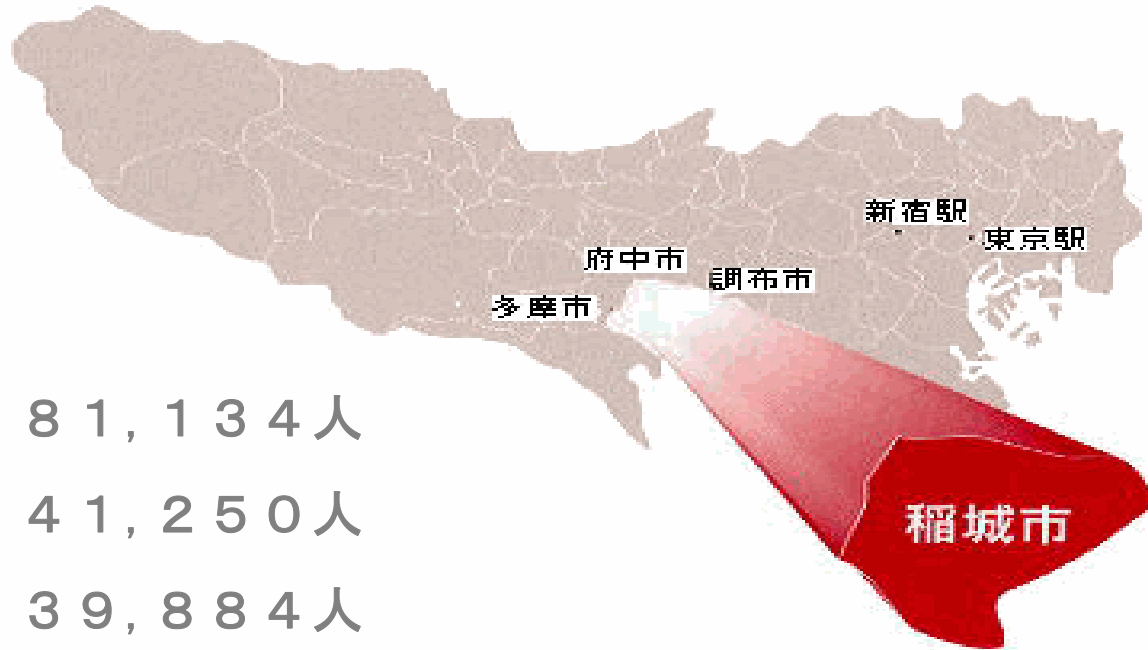 新宿駅
東京駅
府中市
調布市
多摩市
８１，１３４人
４１，２５０人
３９，８８４人
稲城市